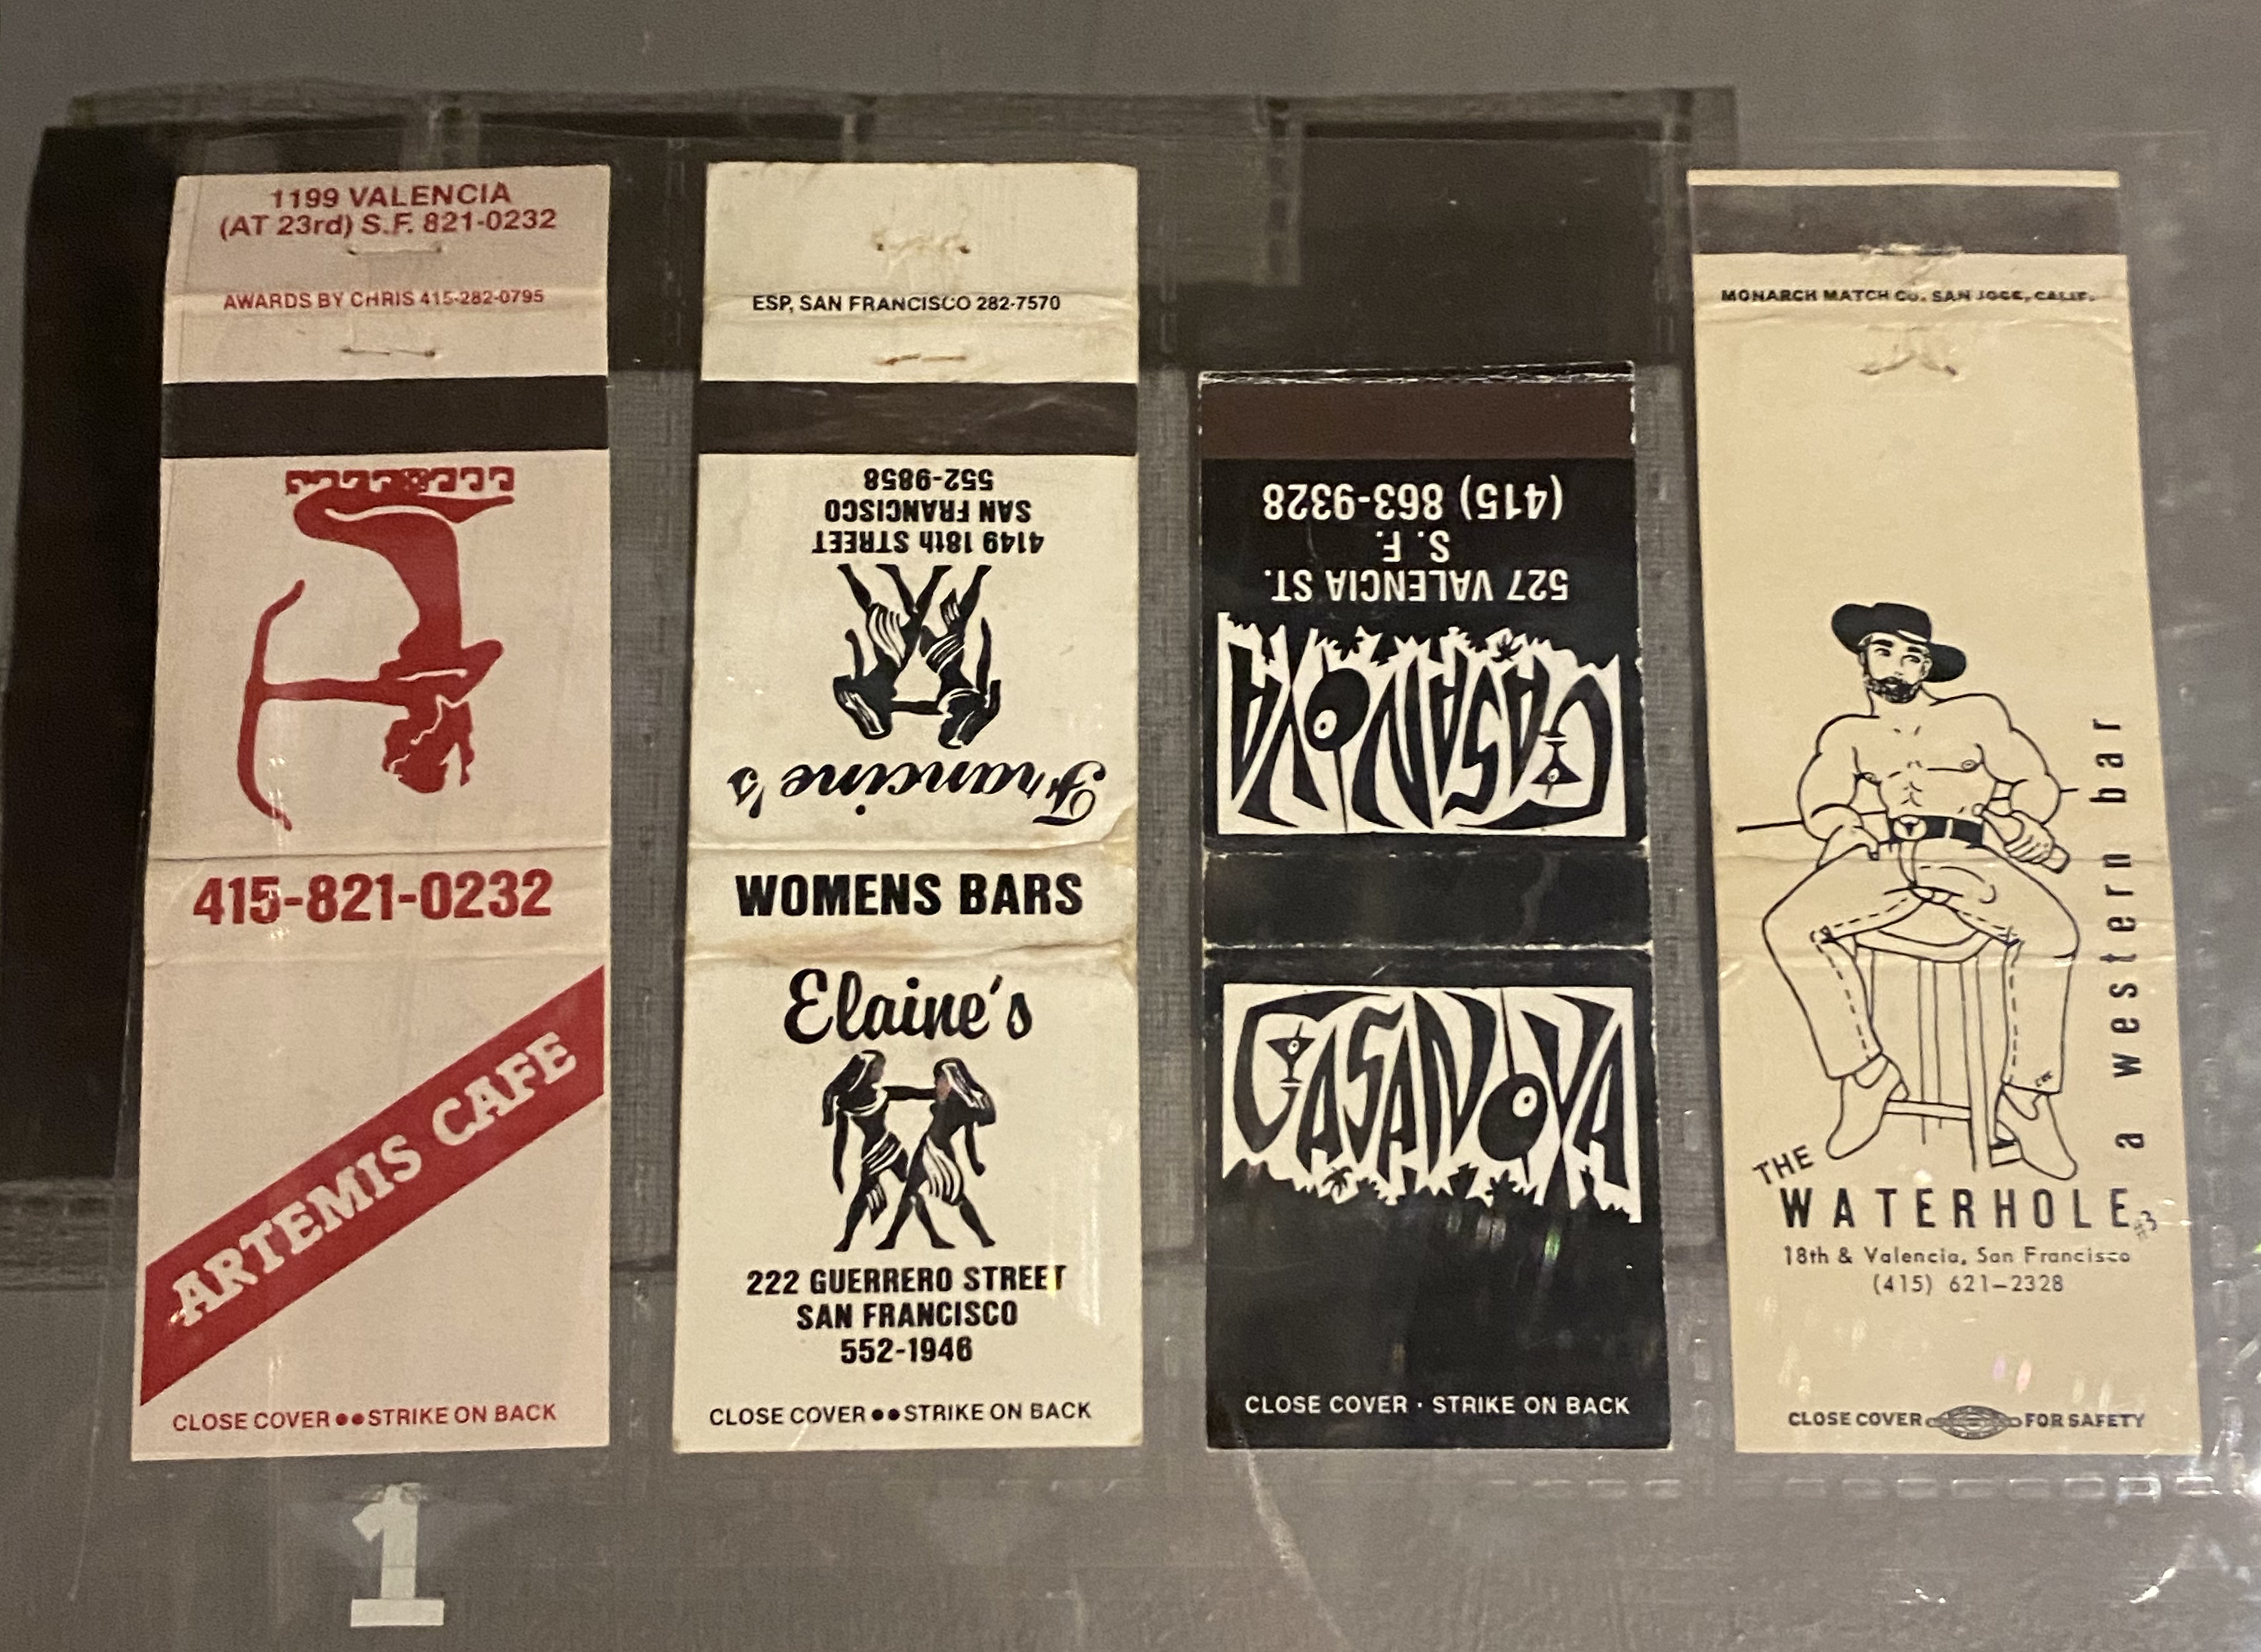 1199 VALENCIA
(AT 23rd) S.F. 821-0232
AWARDS BY CHRIS 415-282-0795
415-821-0232
ARTEMIS CAFE
CLOSE COVER ●● STRIKE ON BACK
ESP, SAN FRANCISCO 282-7570
Francine's
4149 18th STREET
SAN FRANCISCO
552-9858
WOMENS BARS
Elaine's
222 GUERRERO STREET
SAN FRANCISCO
552-1946
CLOSE COVER ●● STRIKE ON BACK
CASANOVA
527 VALENCIA ST.
S. F.
(415) 863-9328
CASANOVA
CLOSE COVER · STRIKE ON BACK
MONARCH MATCH CO. SAN JOSE, CALIF.
a western bar
THE
WATERHOLE #3
18th & Valencia, San Francisco
(415) 621-2328
CLOSE COVER FOR SAFETY
1